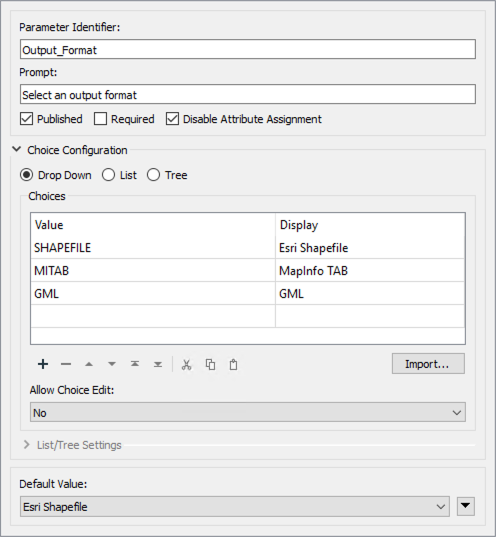 Parameter Identifier:
Output_Format
Prompt:
Select an output format
Published Required Disable Attribute Assignment
Choice Configuration
Drop Down List Tree
Choices
Value Display
SHAPEFILE Esri Shapefile
MITAB MapInfo TAB
GML GML
Import...
Allow Choice Edit:
No
List/Tree Settings
Default Value:
Esri Shapefile